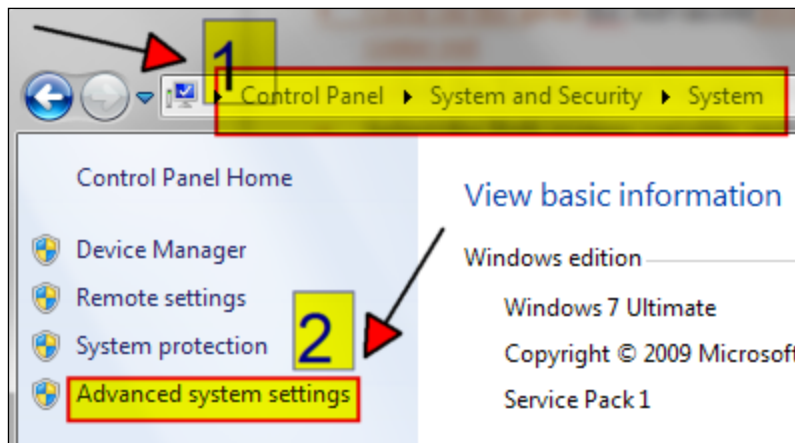 1
Control Panel System and Security System
Control Panel Home
View basic information
Device Manager
Windows edition
Remote settings
Windows 7 Ultimate
System protection
2
Copyright © 2009 Microsoft
Advanced system settings
Service Pack 1